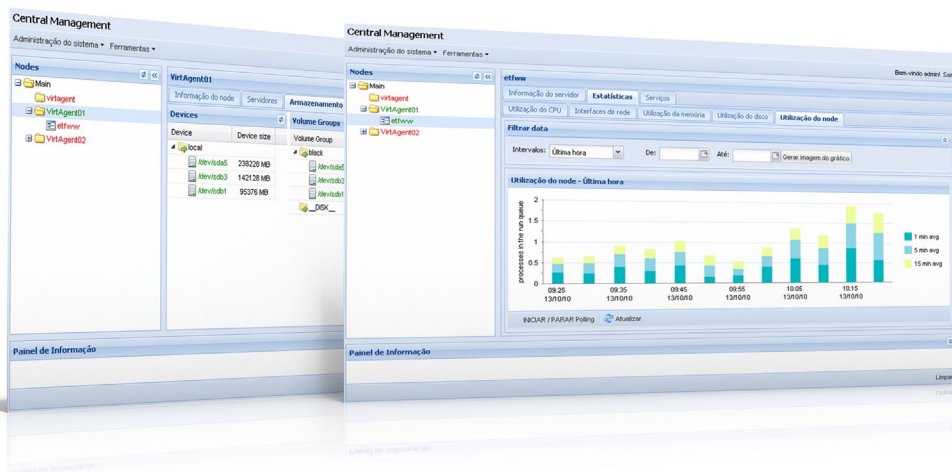 Central Management
Administração do sistema Ferramentas
Nodes
Main
virtagent
VirtAgent01
etfww
VirtAgent02
VirtAgent01
Informação do node Servidores Armazenamento
Devices
Device Device size
local
/dev/sda5 238228 MB
/dev/sdb3 142128 MB
/dev/sdb1 95376 MB
Volume Groups
Volume Group
black
/dev/sda5
/dev/sdb3
/dev/sdb1
__DISK__
Painel de Informação
Central Management
Administração do sistema Ferramentas
Bem-vindo admin! Sai
Nodes
Main
virtagent
VirtAgent01
etfww
VirtAgent02
etfww
Informação do servidor Estatísticas Serviços
Utilização do CPU Interfaces de rede Utilização da memória Utilização do disco Utilização do node
Filtrar data
Intervalos: Última hora De: Até: Gerar imagem do gráfico
Utilização do node - Última hora
processes in the run queue
2
1.5
1
0.5
0
09:25 09:35 09:45 09:55 10:05 10:15
13/10/10 13/10/10 13/10/10 13/10/10 13/10/10 13/10/10
1 min avg
5 min avg
15 min avg
INICIAR / PARAR Polling Atualizar
Painel de Informação
Limpar